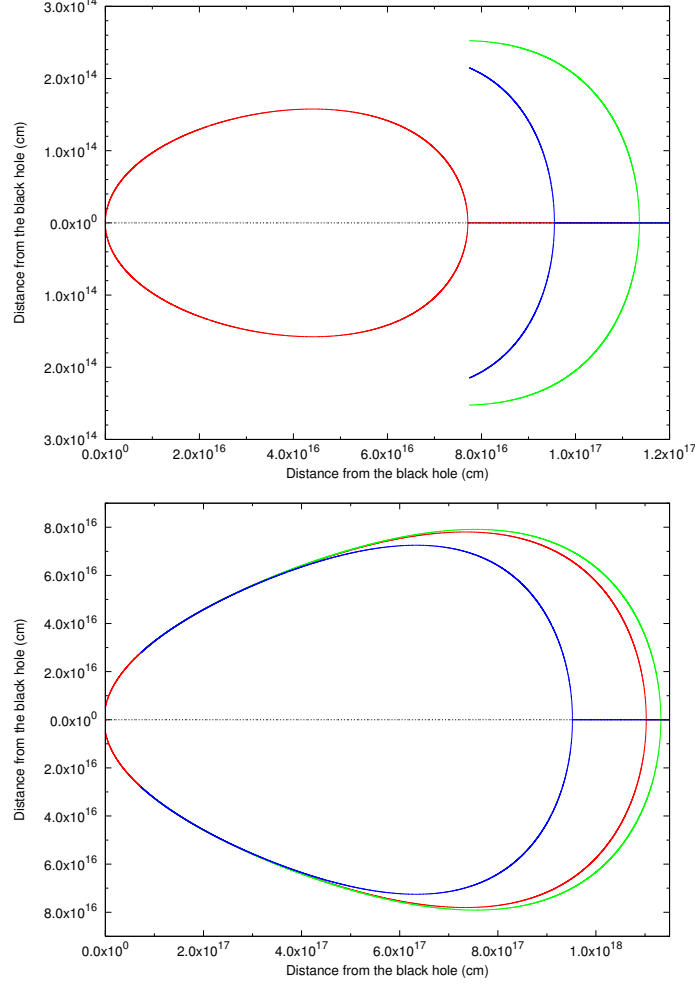 3.0x10^14
2.0x10^14
1.0x10^14
0.0x10^0
1.0x10^14
2.0x10^14
3.0x10^14
Distance from the black hole (cm)
0.0x10^0 2.0x10^16 4.0x10^16 6.0x10^16 8.0x10^16 1.0x10^17 1.2x10^17
Distance from the black hole (cm)
8.0x10^16
6.0x10^16
4.0x10^16
2.0x10^16
0.0x10^0
2.0x10^16
4.0x10^16
6.0x10^16
8.0x10^16
Distance from the black hole (cm)
0.0x10^0 2.0x10^17 4.0x10^17 6.0x10^17 8.0x10^17 1.0x10^18
Distance from the black hole (cm)